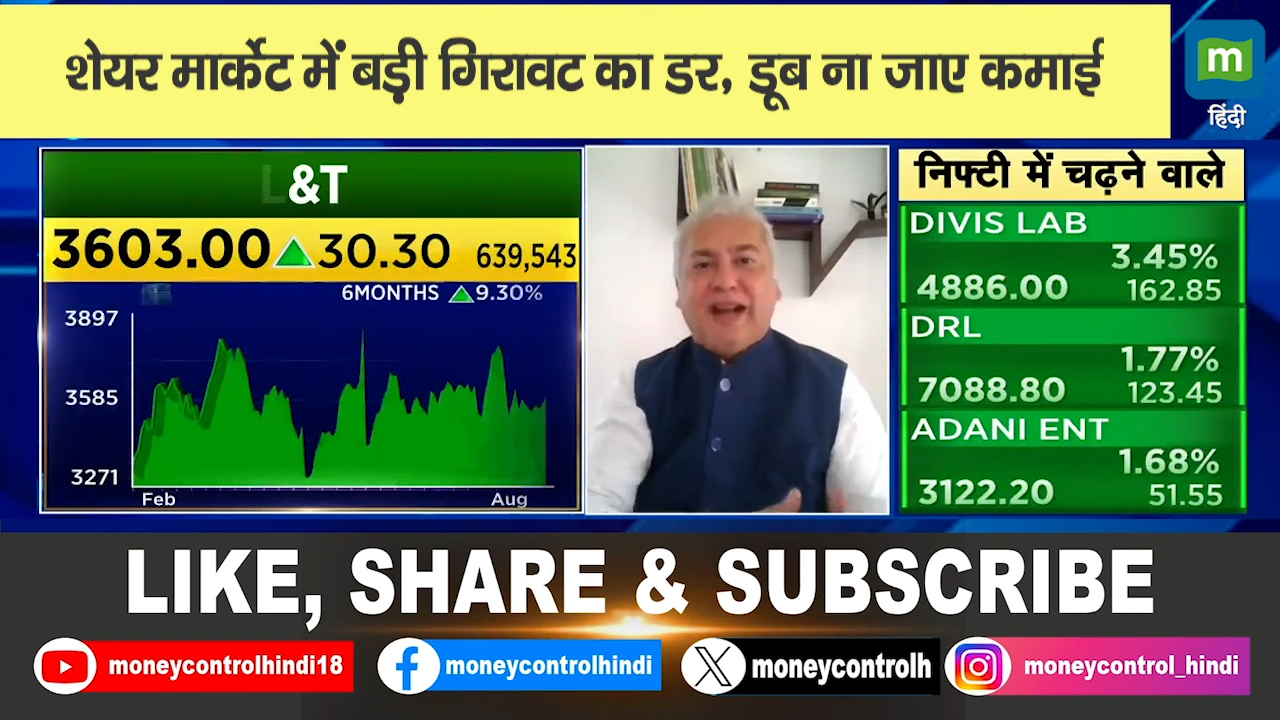 शेयर मार्केट में बड़ी गिरावट का डर, डूब ना जाए कमाई
m
हिंदी
L&T
3603.00 30.30 639,543
6MONTHS 9.30%
3897
3585
3271
Feb Aug
निफ्टी में चढ़ने वाले
DIVIS LAB
3.45%
4886.00 162.85
DRL
1.77%
7088.80 123.45
ADANI ENT
1.68%
3122.20 51.55
LIKE, SHARE & SUBSCRIBE
moneycontrolhindi18
moneycontrolhindi
moneycontrolh
moneycontrol_hindi